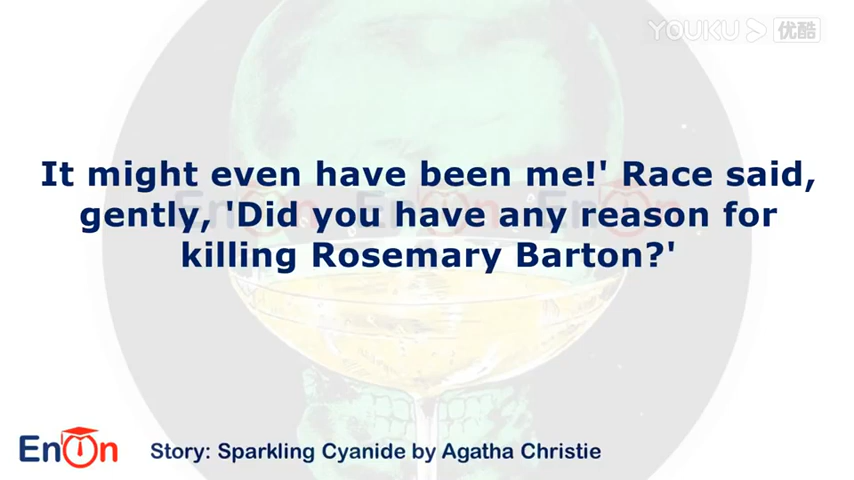 YOUKU 优酷
It might even have been me!' Race said,
gently, 'Did you have any reason for
killing Rosemary Barton?'
EnOn
Story: Sparkling Cyanide by Agatha Christie